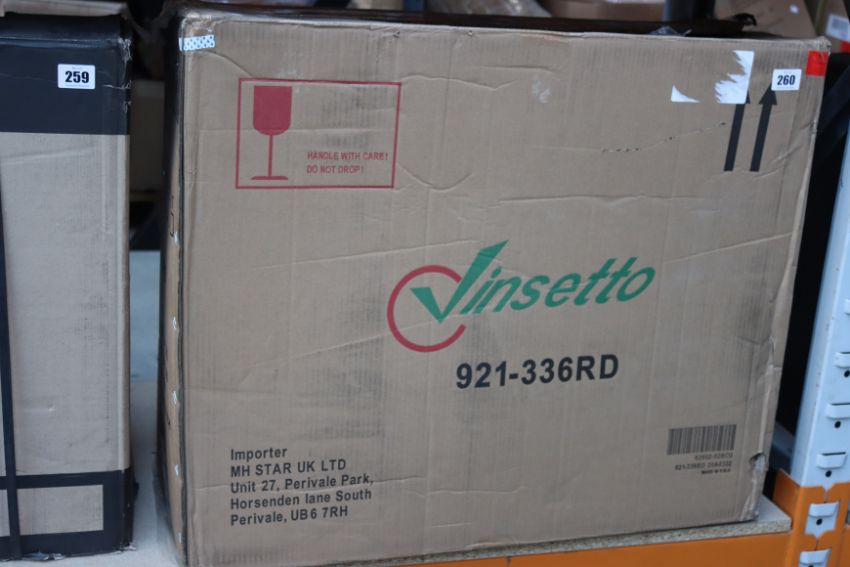 259
260
HANDLE WITH CARE!
DO NOT DROP!
Vinsetto
921-336RD
Importer
MH STAR UK LTD
Unit 27, Perivale Park,
Horsenden lane South
Perivale, UB6 7RH